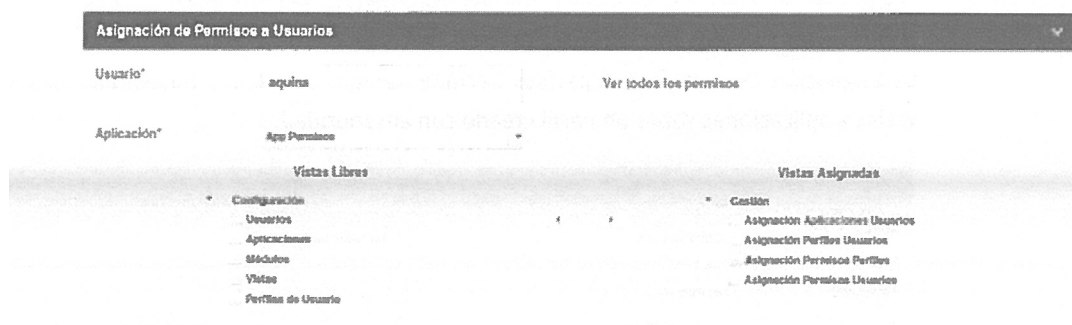 Asignación de Permisos a Usuarios
Usuario* aquina Ver todos los permisos
Aplicación* App Permisos
Vistas Libres Vistas Asignadas
Configuración Gestión
Usuarios Asignación Aplicaciones Usuarios
Aplicaciones Asignación Perfiles Usuarios
Módulos Asignación Permisos Perfiles
Vistas Asignación Permisos Usuarios
Perfiles de Usuario